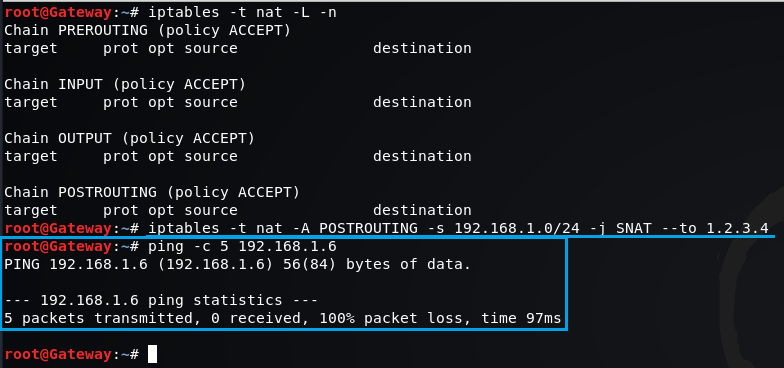 root@Gateway:~# iptables -t nat -L -n
Chain PREROUTING (policy ACCEPT)
target     prot opt source               destination
Chain INPUT (policy ACCEPT)
target     prot opt source               destination
Chain OUTPUT (policy ACCEPT)
target     prot opt source               destination
Chain POSTROUTING (policy ACCEPT)
target     prot opt source               destination
root@Gateway:~# iptables -t nat -A POSTROUTING -s 192.168.1.0/24 -j SNAT --to 1.2.3.4
root@Gateway:~# ping -c 5 192.168.1.6
PING 192.168.1.6 (192.168.1.6) 56(84) bytes of data.
--- 192.168.1.6 ping statistics ---
5 packets transmitted, 0 received, 100% packet loss, time 97ms
root@Gateway:~#